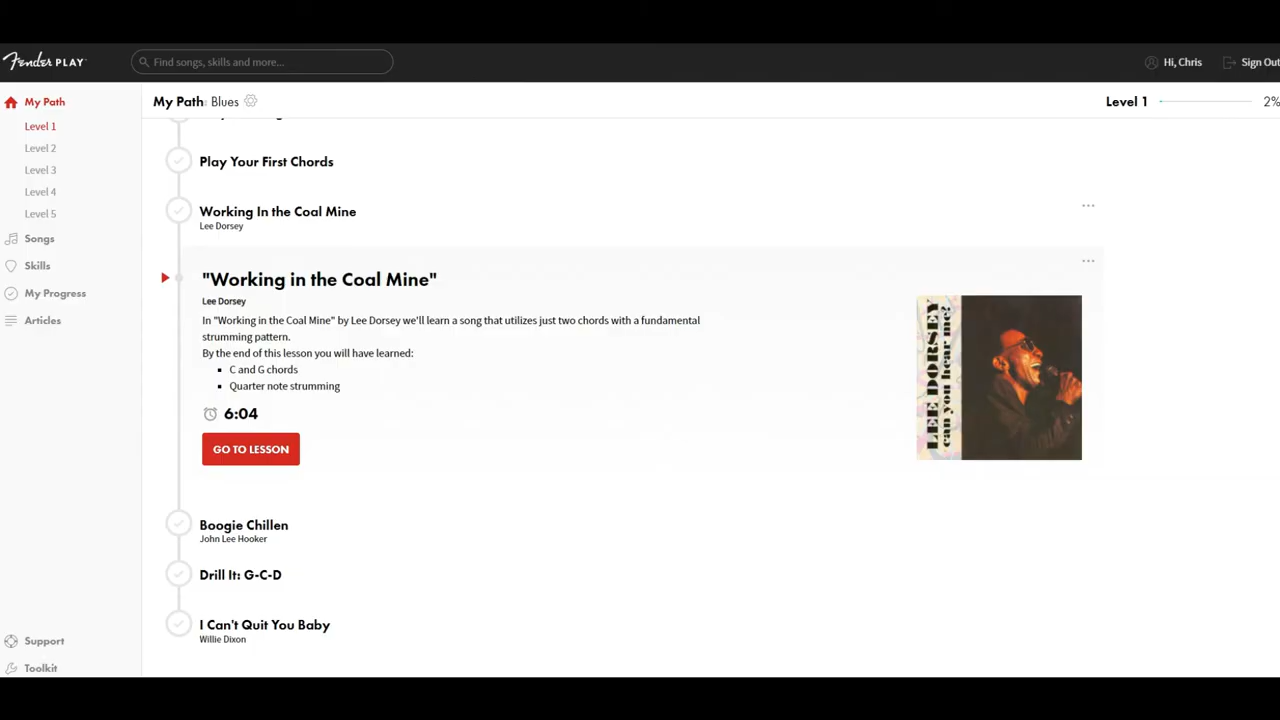 Fender PLAY
Find songs, skills and more...
Hi, Chris
Sign Out
My Path
Level 1
Level 2
Level 3
Level 4
Level 5
Songs
Skills
My Progress
Articles
Support
Toolkit
My Path: Blues
Level 1
2%
Play Your First Chords
Working In the Coal Mine
Lee Dorsey
"Working in the Coal Mine"
Lee Dorsey
In "Working in the Coal Mine" by Lee Dorsey we'll learn a song that utilizes just two chords with a fundamental
strumming pattern.
By the end of this lesson you will have learned:
C and G chords
Quarter note strumming
6:04
GO TO LESSON
LEE DORSEY
can you hear me?
Boogie Chillen
John Lee Hooker
Drill It: G-C-D
I Can't Quit You Baby
Willie Dixon